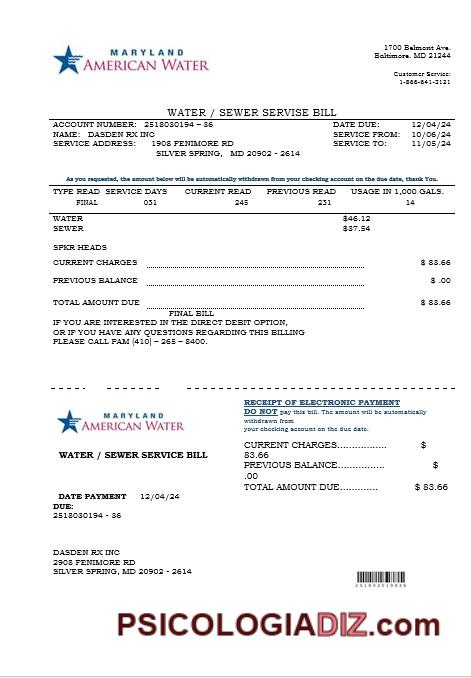 MARYLAND
AMERICAN WATER
1700 Belmont Ave.
Baltimore, MD 21244
Customer Service:
1-866-641-2131
WATER / SEWER SERVISE BILL
ACCOUNT NUMBER: 2518030194 – 36 DATE DUE: 12/04/24
NAME: DASDEN RX INC SERVICE FROM: 10/06/24
SERVICE ADDRESS: 1908 FENIMORE RD SERVICE TO: 11/05/24
SILVER SPRING, MD 20902 - 2614
As you requested, the amount below will be automatically withdrawn from your checking account on the due date, thank You.
TYPE READ SERVICE DAYS CURRENT READ PREVIOUS READ USAGE IN 1,000 GALS.
FINAL 031 245 231 14
WATER $46.12
SEWER $37.54
SPKR HEADS
CURRENT CHARGES $ 83.66
PREVIOUS BALANCE $ .00
TOTAL AMOUNT DUE $ 83.66
FINAL BILL
IF YOU ARE INTERESTED IN THE DIRECT DEBIT OPTION,
OR IF YOU HAVE ANY QUESTIONS REGARDING THIS BILLING
PLEASE CALL PAM (410) – 265 – 8400.
MARYLAND
AMERICAN WATER
WATER / SEWER SERVICE BILL
DATE PAYMENT 12/04/24
DUE:
2518030194 - 36
RECEIPT OF ELECTRONIC PAYMENT
DO NOT pay this bill. The amount will be automatically
withdrawn from
your checking account on the due date.
CURRENT CHARGES................. $
83.66
PREVIOUS BALANCE................ $
.00
TOTAL AMOUNT DUE............. $ 83.66
DASDEN RX INC
2908 FENIMORE RD
SILVER SPRING, MD 20902 - 2614
PSICOLOGIADIZ.com